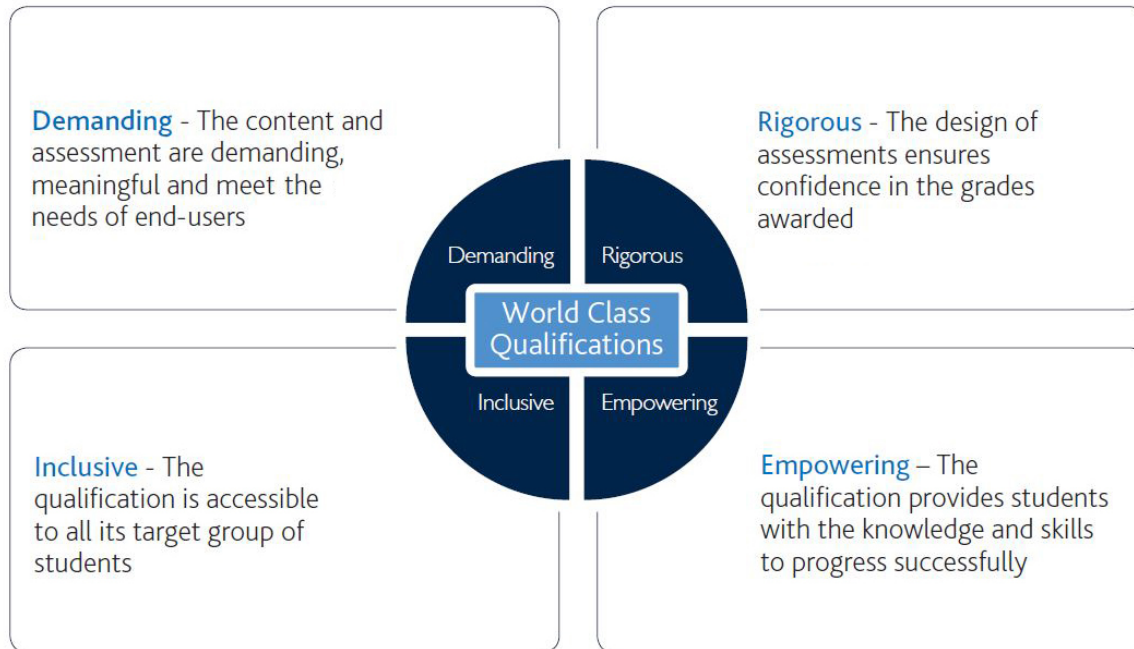 Demanding - The content and
assessment are demanding,
meaningful and meet the
needs of end-users
Rigorous - The design of
assessments ensures
confidence in the grades
awarded
Demanding
Rigorous
World Class
Qualifications
Inclusive
Empowering
Inclusive - The
qualification is accessible
to all its target group of
students
Empowering – The
qualification provides students
with the knowledge and skills
to progress successfully